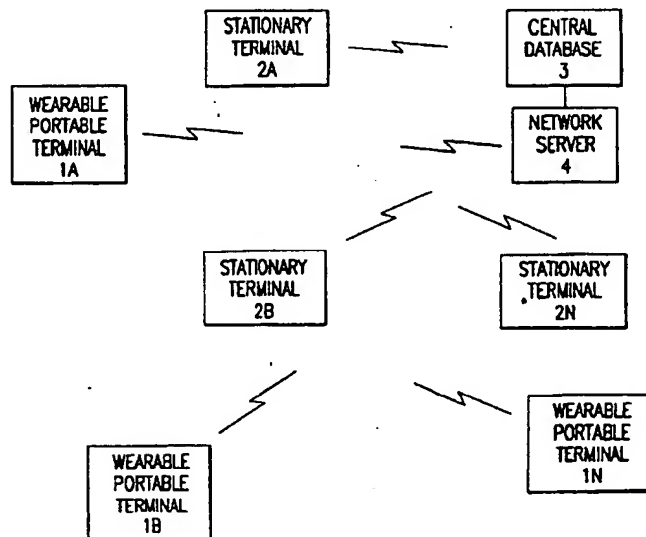 STATIONARY
TERMINAL
2A
CENTRAL
DATABASE
3
WEARABLE
PORTABLE
TERMINAL
1A
NETWORK
SERVER
4
STATIONARY
TERMINAL
2B
STATIONARY
TERMINAL
2N
WEARABLE
PORTABLE
TERMINAL
1N
WEARABLE
PORTABLE
TERMINAL
1B